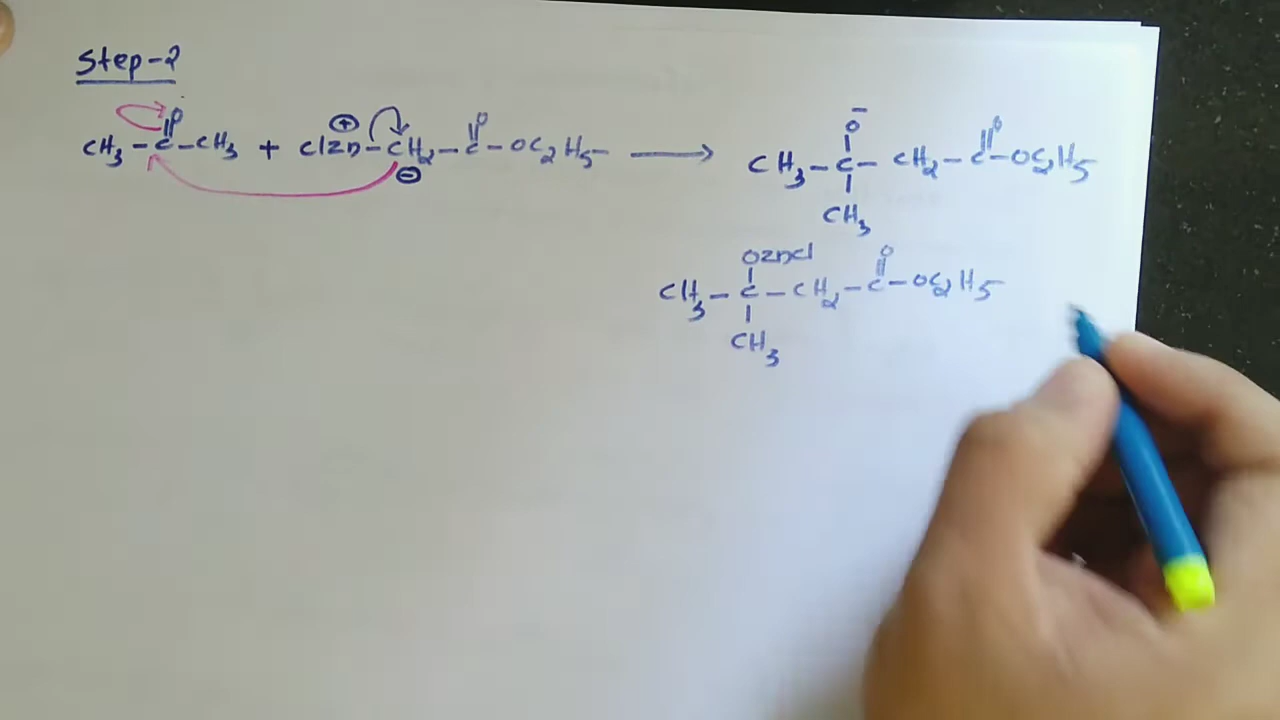 Step-2
O O O⁻ O
CH3-C-CH3 + ClZn-CH2-C-OC2H5- → CH3-C-CH2-C-OC2H5
⊕ ⊖
CH3
OZnCl O
CH3-C-CH2-C-OC2H5
CH3